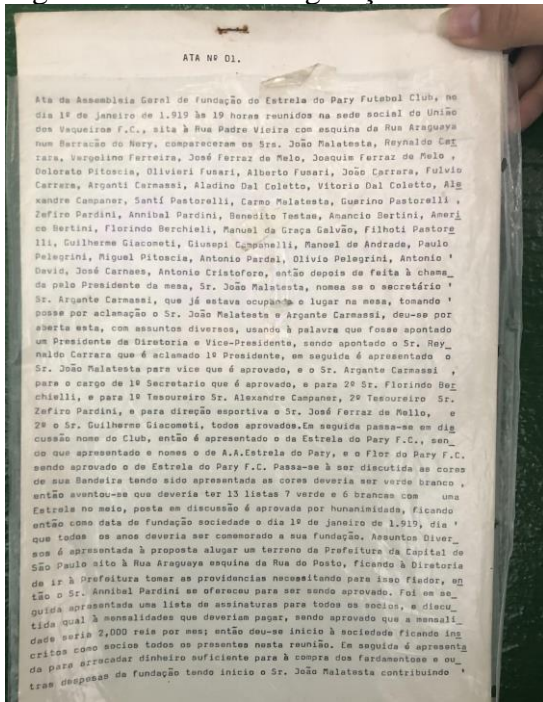 ATA Nº 01.
Ata da Assembleia Geral de Fundação do Estrela do Pary Futebol Club, no
dia 1º de janeiro de 1.919 às 19 horas reunidos na sede social do União
dos Vaqueiros F.C., sita à Rua Padre Vieira com esquina da Rua Araguaya
num Barracão do Nery, compareceram os Srs. João Malatesta, Reynaldo Car
rara, Vergelino Ferreira, José Ferraz de Melo, Joaquim Ferraz de Melo ,
Dolorato Pitoscia, Olivieri Fusari, Alberto Fusari, João Carrara, Fulvio
Carrera, Arganti Carmassi, Aladino Dal Coletto, Vitorio Dal Coletto, Ale
xandre Campaner, Santí Pastorelli, Carmo Malatesta, Guerino Pastorelli ,
Zefiro Pardini, Annibal Pardini, Benedito Testae, Amancio Bertini, Ameri
co Bertini, Florindo Berchieli, Manuel da Graça Galvão, Filhoti Pastore
lli, Guilherme Giacometi, Giusepi Campanelli, Manoel de Andrade, Paulo
Pelegrini, Miguel Pitoscia, Antonio Pardal, Olivio Pelegrini, Antonio '
David, José Carnaes, Antonio Cristoforo, então depois de feita à chama_
da pelo Presidente da mesa, Sr. João Malatesta, nomea se o secretário '
Sr. Argante Carmassi, que já estava ocupando o lugar na mesa, tomando '
posse por aclamação o Sr. João Malatesta e Argante Carmassi, deu-se por
aberta esta, com assuntos diversos, usando à palavra que fosse apontado
um Presidente da Diretoria e Vice-Presidente, sendo apontado o Sr. Rey_
naldo Carrara que é aclamado 1º Presidente, em seguida é apresentado o
Sr. João Malatesta para vice que é aprovado, e o Sr. Argante Carmassi ,
para o cargo de 1º Secretario que é aprovado, e para 2º Sr. Florindo Ber
chielli, e para 1º Tesoureiro Sr. Alexandre Campaner, 2º Tesoureiro Sr.
Zefiro Pardini, e para direção esportiva o Sr. José Ferraz de Mello, e
2º o Sr. Guilherme Giacometi, todos aprovados.Em seguida passa-se em dis
cussão nome do Club, então é apresentado o da Estrela do Pary F.C., sen_
do que apresentado e nomes o de A.A.Estrela do Pary, e o Flor do Pary F.C.
sendo aprovado o de Estrela do Pary F.C. Passa-se à ser discutida as cores
de sua Bandeira tendo sido apresentada as cores deveria ser verde branco ,
então aventou-se que deveria ter 13 listas 7 verde e 6 brancas com uma
Estrela no meio, posta em discussão é aprovada por hunanimidade, ficando
então como data de fundação sociedade o dia 1º de janeiro de 1.919, dia '
que todas os anos deveria ser comemorado a sua fundação. Assuntos Diver_
sos é apresentada à proposta alugar um terreno da Prefeitura da Capital de
São Paulo sito à Rua Araguaya esquina da Rua do Posto, ficando à Diretoria
de ir à Prefeitura tomar as providencias necessitando para isso fiador, en
tão o Sr. Annibal Pardini se ofereceu para ser sendo aprovado. Foi em se_
guida apresentada uma lista de assinaturas para todos os socios, e discu_
tida qual à mensalidades que deveriam pagar, sendo aprovado que a mensali_
dade seria 2,000 reis por mes; então deu-se inicio à sociedade ficando ins
critos como socios todos os presentes nesta reunião. Em seguida é apresenta
da para arrecadar dinheiro suficiente para à compra dos fardamentose e ou_
tras despesas da fundação tendo inicio o Sr. João Malatesta contribuindo '